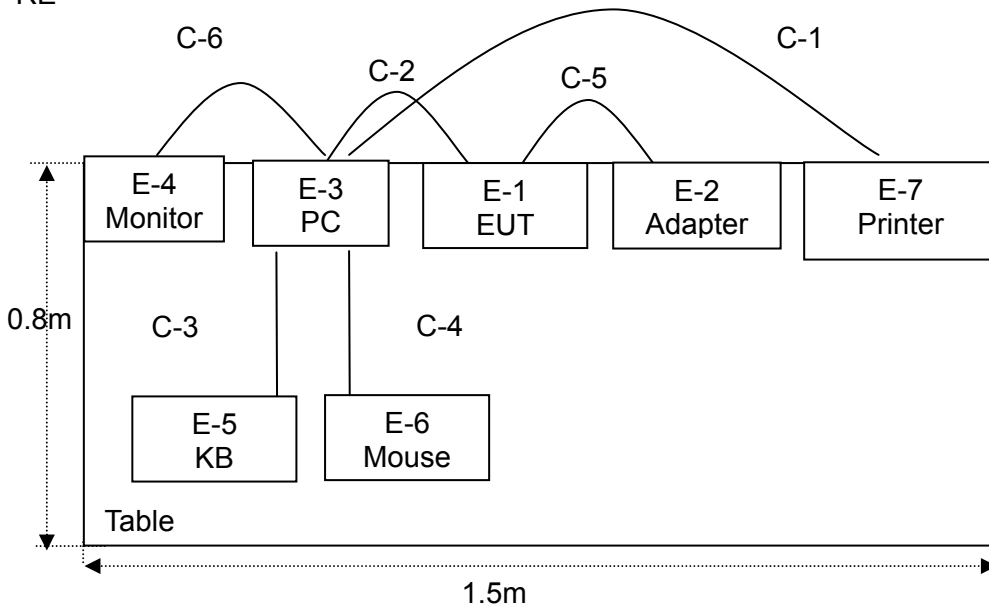 C-6
C-1
C-2
C-5
E-4
Monitor
E-3
PC
E-1
EUT
E-2
Adapter
E-7
Printer
0.8m
C-3
C-4
E-5
KB
E-6
Mouse
Table
1.5m